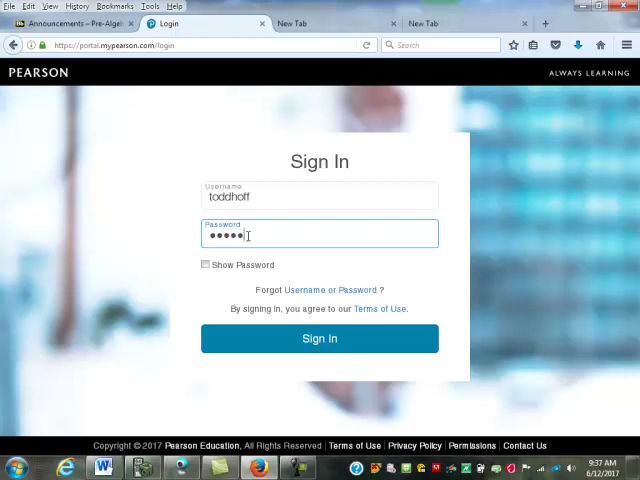 File Edit View History Bookmarks Tools Help
Announcements – Pre-Algeb
Login
New Tab
New Tab
https://portal.mypearson.com/login
Search
PEARSON
ALWAYS LEARNING
Sign In
Username
toddhoff
Password
•••••
Show Password
Forgot Username or Password ?
By signing in, you agree to our Terms of Use.
Sign In
Copyright © 2017 Pearson Education, All Rights Reserved | Terms of Use | Privacy Policy | Permissions | Contact Us
9:37 AM
6/12/2017